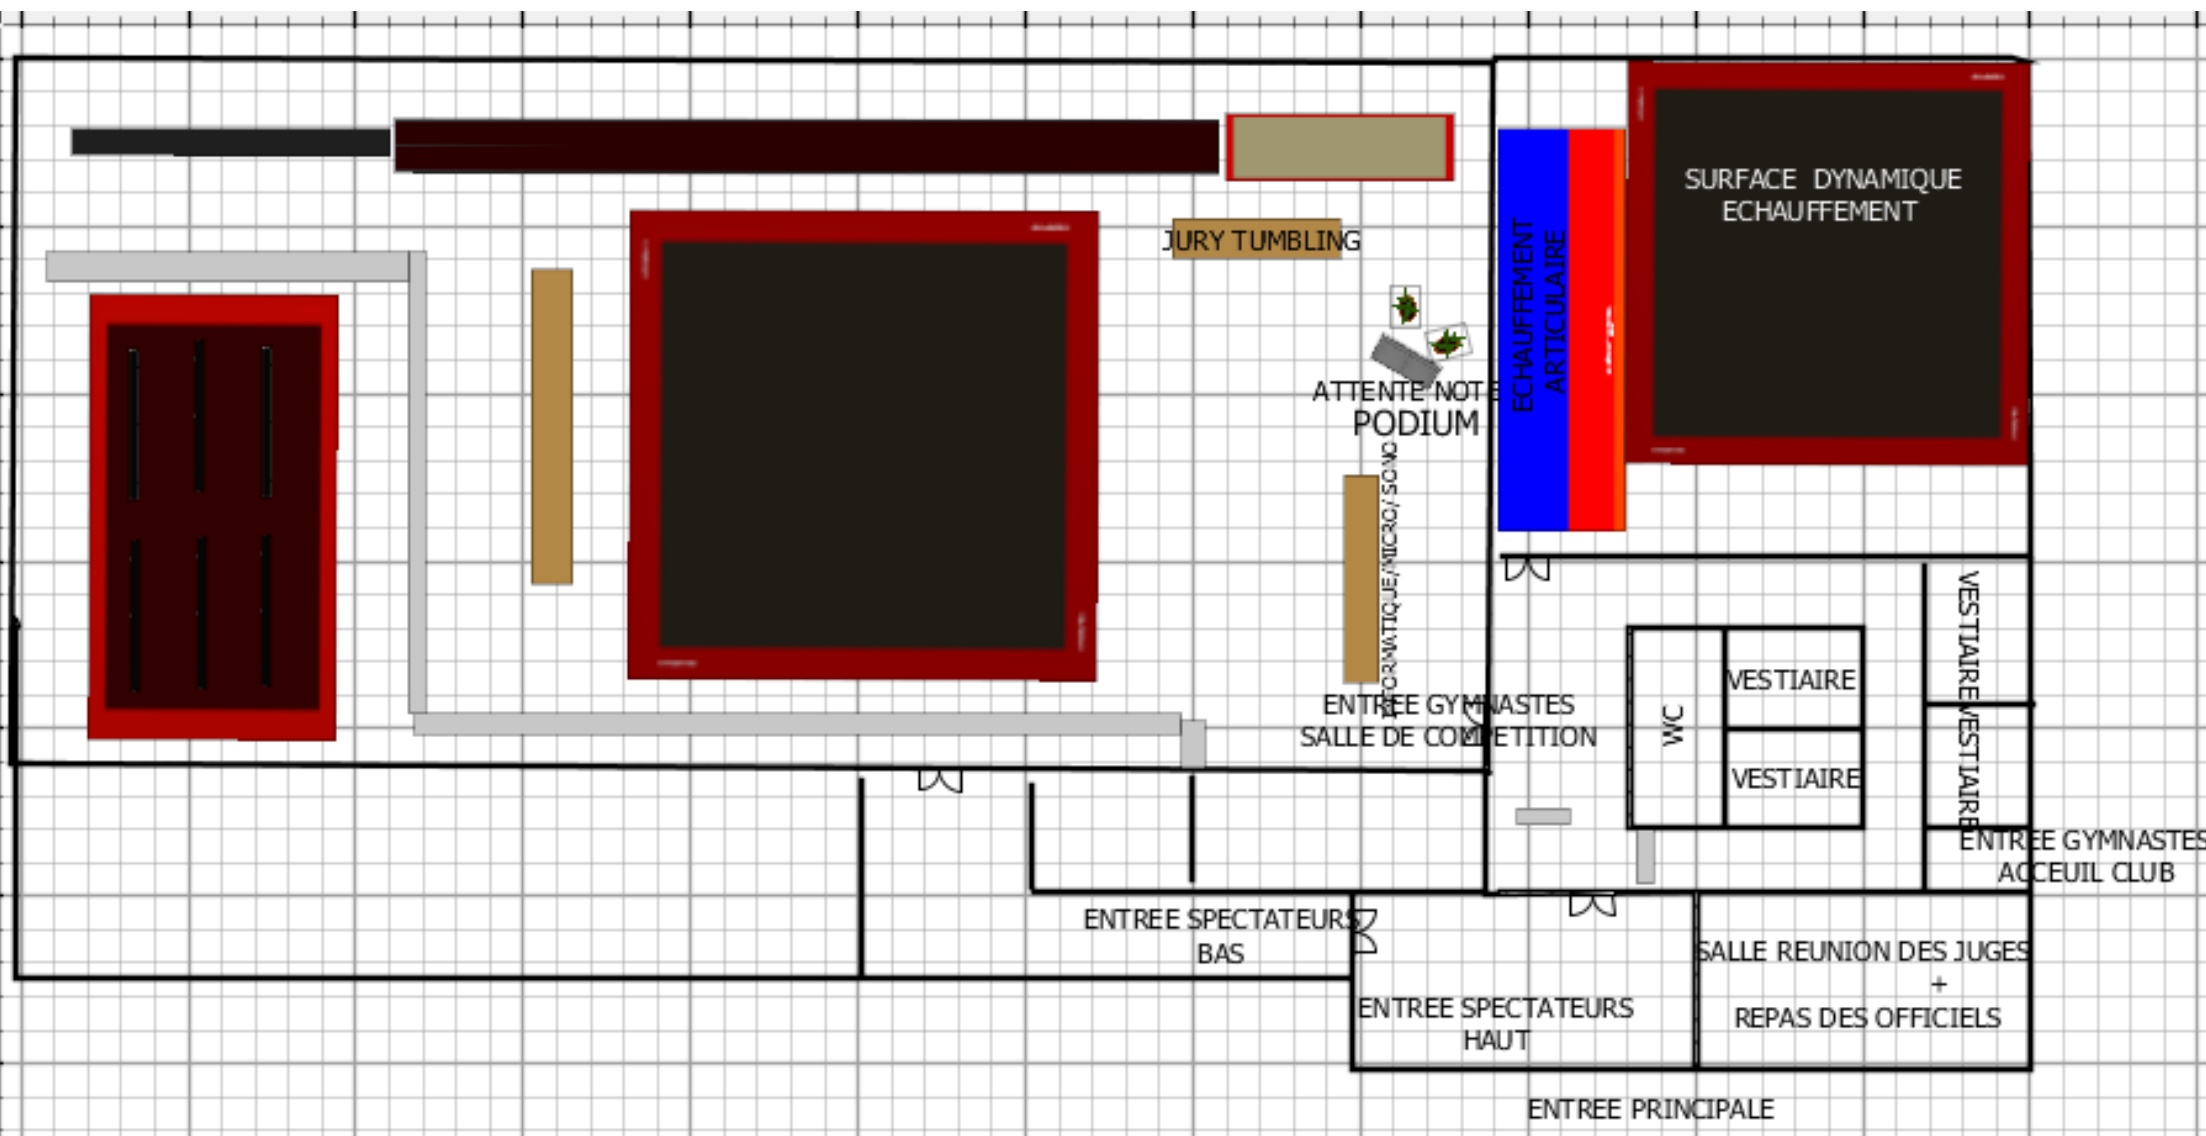 SURFACE DYNAMIQUE
ECHAUFFEMENT
JURY TUMBLING
ECHAUFFEMENT
ARTICULAIRE
ATTENTE NOTE
PODIUM
INFORMATIQUE/MICRO/ SONO
ENTREE GYMNASTES
SALLE DE COMPETITION
VESTIAIRE
VESTIAIRE
WC
VESTIAIRE
VESTIAIRE
ENTREE GYMNASTES
ACCEUIL CLUB
ENTREE SPECTATEURS
BAS
SALLE REUNION DES JUGES
+
REPAS DES OFFICIELS
ENTREE SPECTATEURS
HAUT
ENTREE PRINCIPALE